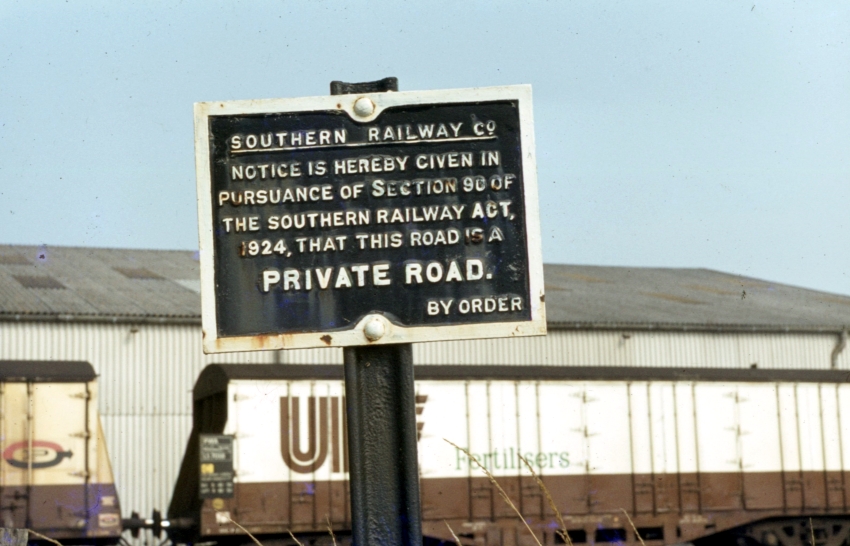 SOUTHERN RAILWAY Co
NOTICE IS HEREBY GIVEN IN
PURSUANCE OF SECTION 90 OF
THE SOUTHERN RAILWAY ACT,
1924, THAT THIS ROAD IS A
PRIVATE ROAD.
BY ORDER
Fertilisers